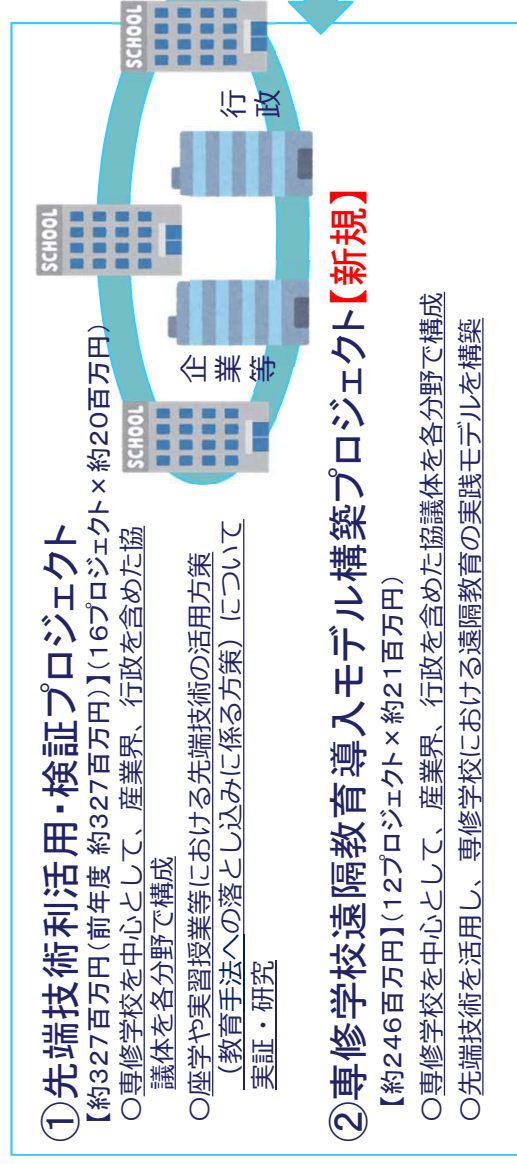 ①先端技術利活用・検証プロジェクト
【約327百万円(前年度 約327百万円)】(16プロジェクト×約20百万円)
○専修学校を中心として、産業界、行政を含めた協
議体を各分野で構成
○座学や実習授業等における先端技術の活用方策
（教育手法への落とし込みに係る方策）について
実証・研究
SCHOOL
SCHOOL
SCHOOL
企業等
行政
②専修学校遠隔教育導入モデル構築プロジェクト【新規】
【約246百万円】(12プロジェクト×約21百万円)
○専修学校を中心として、産業界、行政を含めた協議体を各分野で構成
○先端技術を活用し、専修学校における遠隔教育の実践モデルを構築